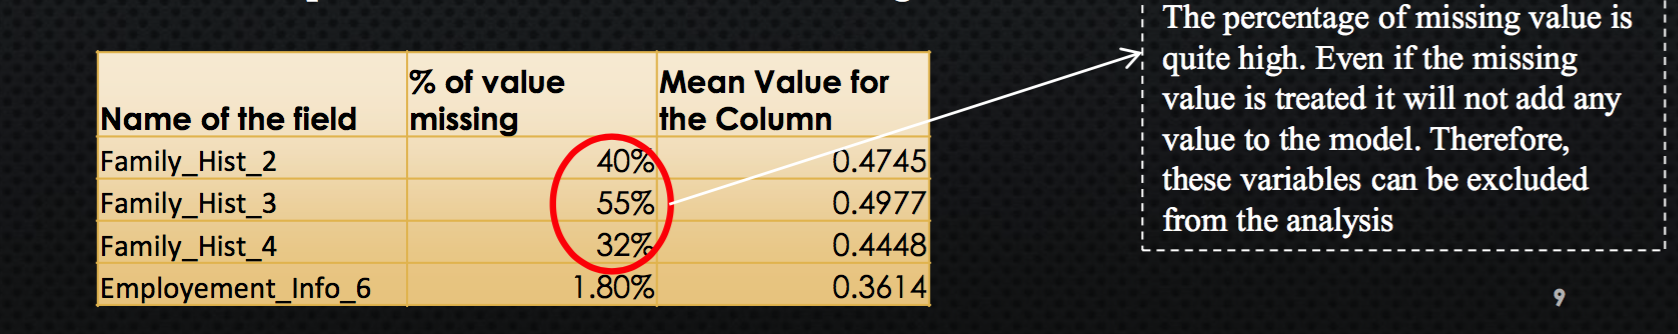 Name of the field % of value missing Mean Value for the Column
Family_Hist_2 40% 0.4745
Family_Hist_3 55% 0.4977
Family_Hist_4 32% 0.4448
Employement_Info_6 1.80% 0.3614
The percentage of missing value is
quite high. Even if the missing
value is treated it will not add any
value to the model. Therefore,
these variables can be excluded
from the analysis
9